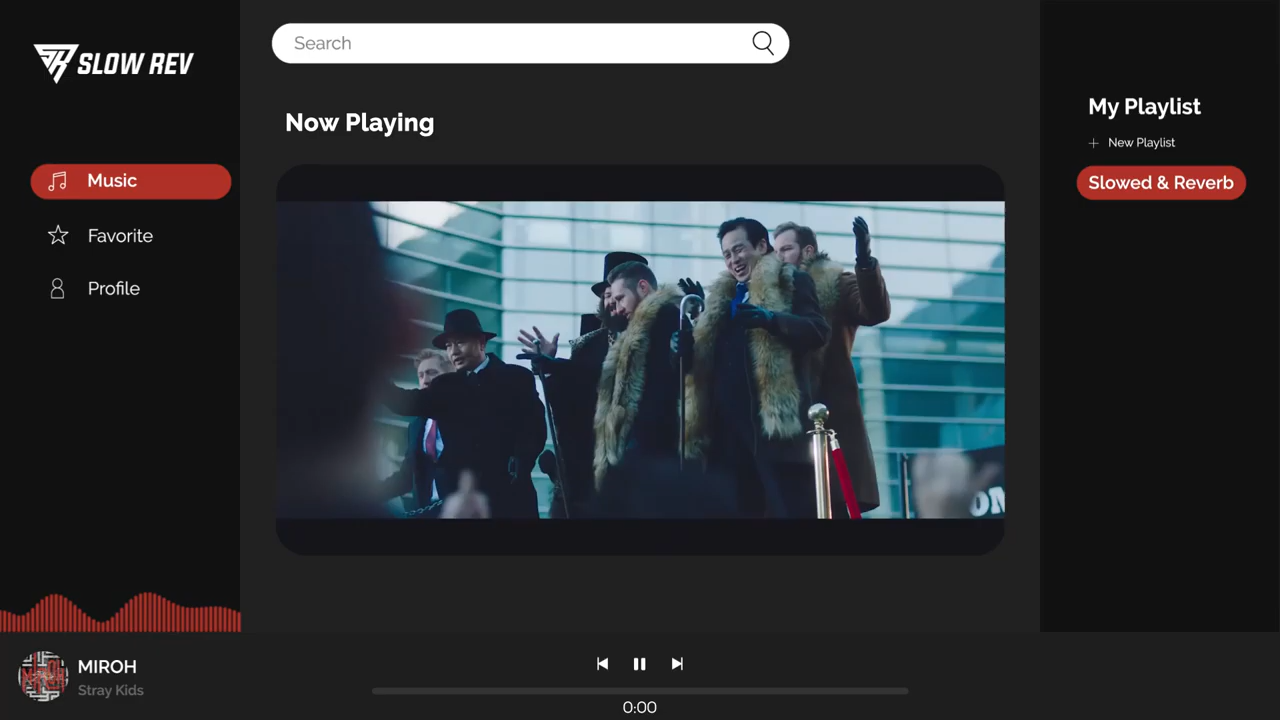 SLOW REV
Search
Now Playing
My Playlist
New Playlist
Slowed & Reverb
Music
Favorite
Profile
MIROH
Stray Kids
0:00